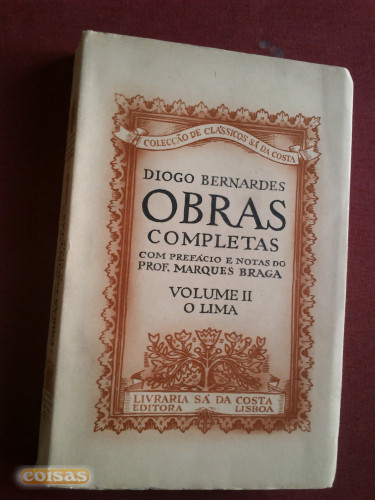 COLECÇÃO DE CLÁSSICOS SÁ DA COSTA
DIOGO BERNARDES
OBRAS
COMPLETAS
COM PREFÁCIO E NOTAS DO
PROF. MARQUES BRAGA
VOLUME II
O LIMA
LIVRARIA SÁ DA COSTA
EDITORA LISBOA
coisas